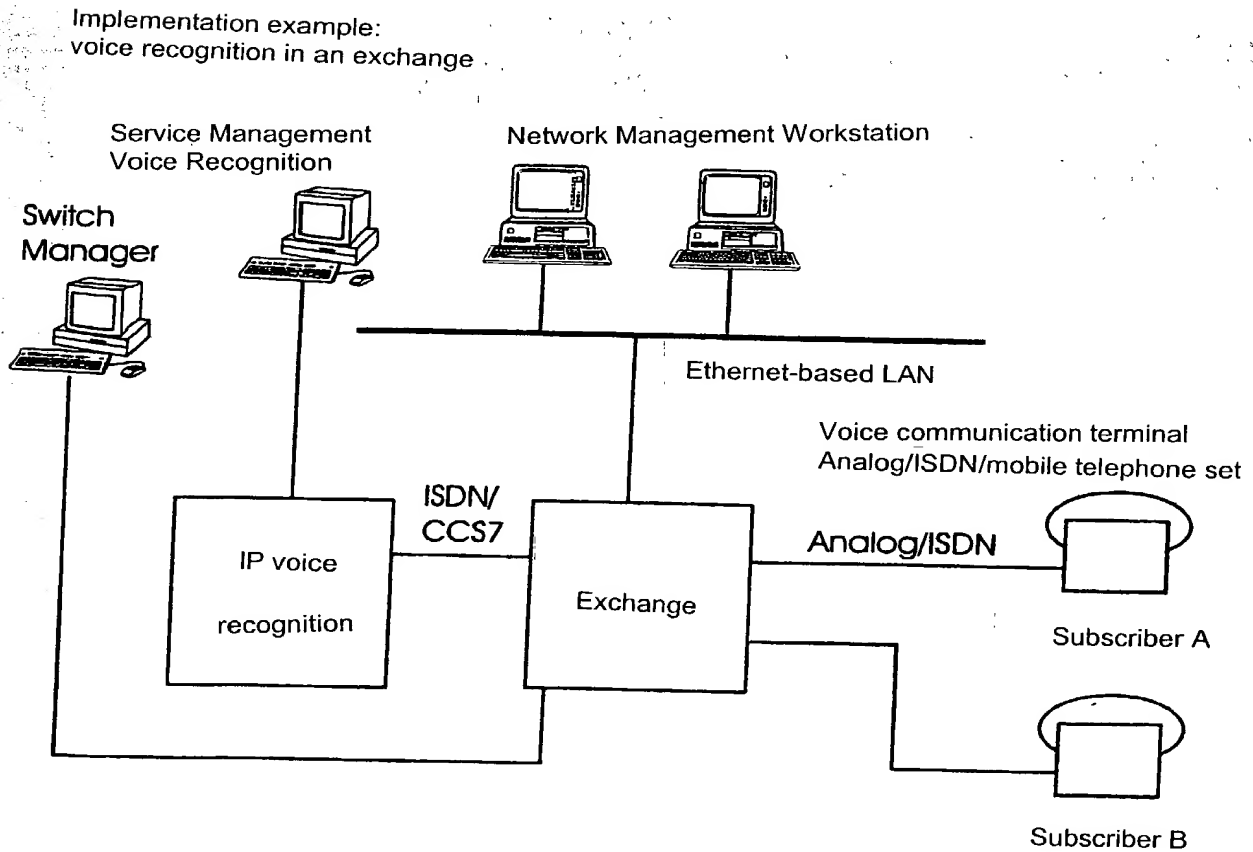 Implementation example:
voice recognition in an exchange
Service Management
Voice Recognition
Network Management Workstation
Switch
Manager
Ethernet-based LAN
Voice communication terminal
Analog/ISDN/mobile telephone set
ISDN/
CCS7
Analog/ISDN
IP voice
recognition
Exchange
Subscriber A
Subscriber B